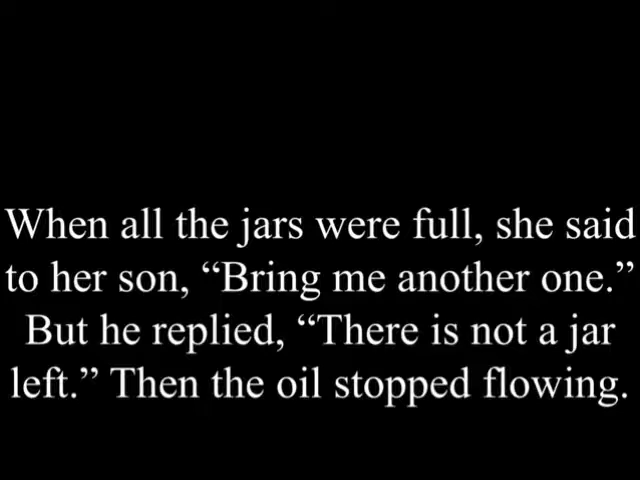 When all the jars were full, she said
to her son, “Bring me another one.”
But he replied, “There is not a jar
left.” Then the oil stopped flowing.